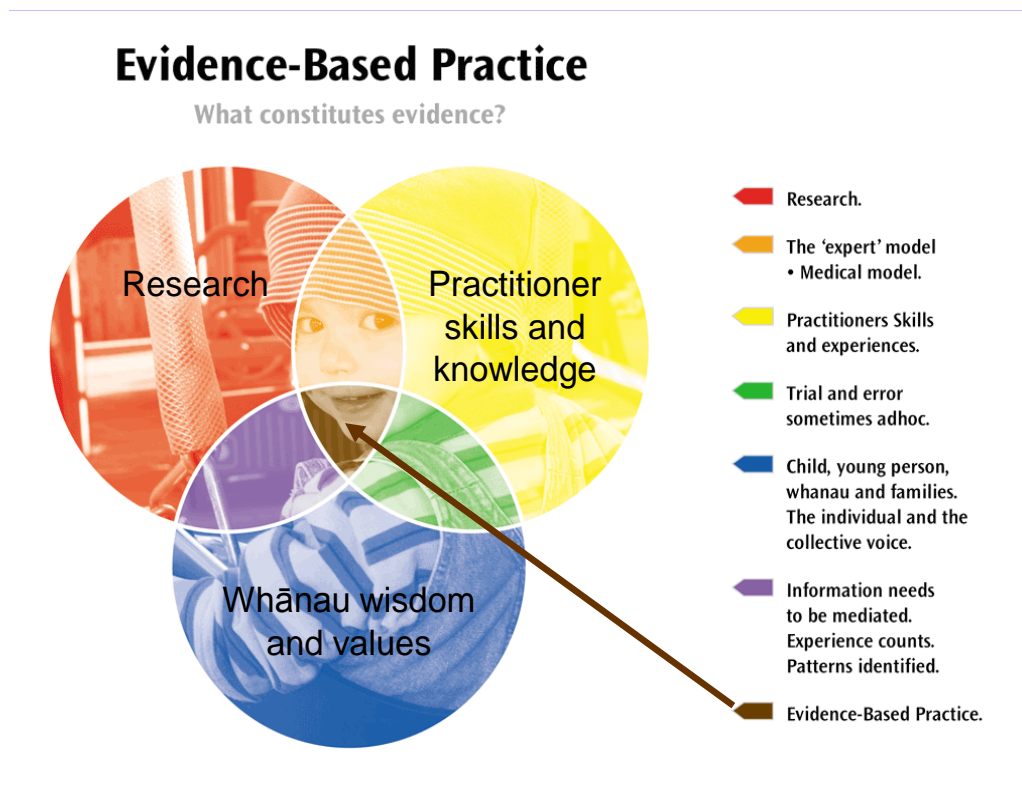 Evidence-Based Practice
What constitutes evidence?
Research
Practitioner
skills and
knowledge
Whānau wisdom
and values
Research.
The ‘expert’ model
• Medical model.
Practitioners Skills
and experiences.
Trial and error
sometimes adhoc.
Child, young person,
whanau and families.
The individual and the
collective voice.
Information needs
to be mediated.
Experience counts.
Patterns identified.
Evidence-Based Practice.